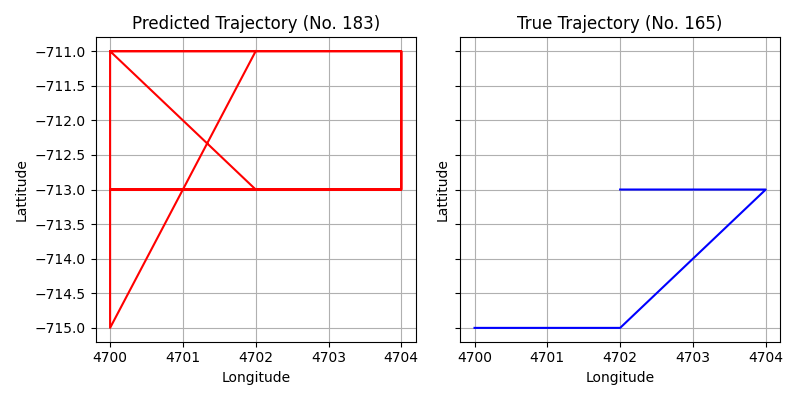 Predicted Trajectory (No. 183)
Lattitude
−711.0
−711.5
−712.0
−712.5
−713.0
−713.5
−714.0
−714.5
−715.0
4700 4701 4702 4703 4704
Longitude
True Trajectory (No. 165)
Lattitude
4700 4701 4702 4703 4704
Longitude